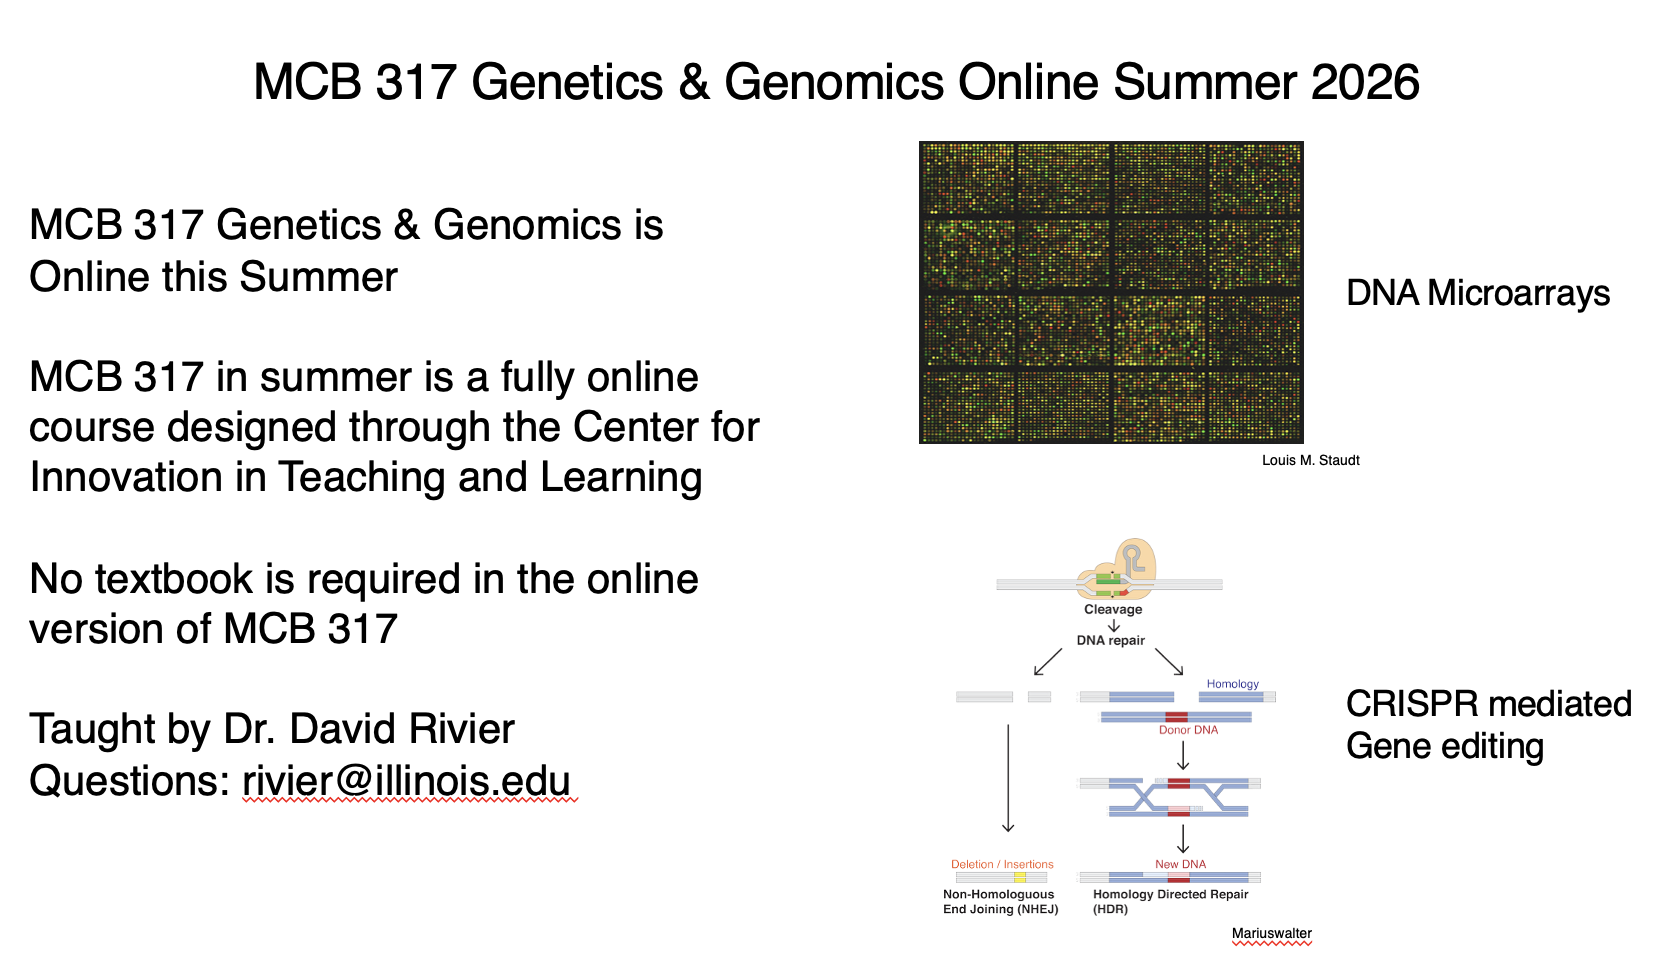 MCB 317 Genetics & Genomics Online Summer 2026
MCB 317 Genetics & Genomics is
Online this Summer
MCB 317 in summer is a fully online
course designed through the Center for
Innovation in Teaching and Learning
No textbook is required in the online
version of MCB 317
Taught by Dr. David Rivier
Questions: rivier@illinois.edu
DNA Microarrays
Louis M. Staudt
Cleavage
DNA repair
Homology
Donor DNA
CRISPR mediated
Gene editing
Deletion / Insertions
New DNA
Non-Homologuous
End Joining (NHEJ)
Homology Directed Repair
(HDR)
Mariuswalter